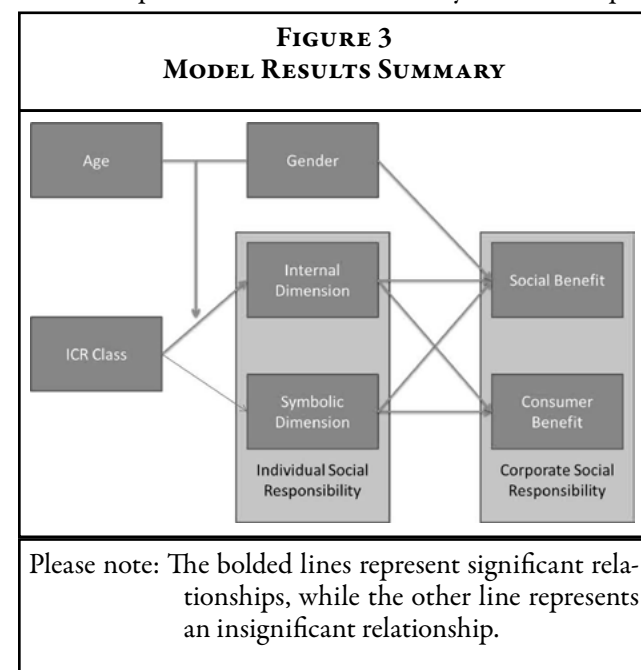 FIGURE 3
MODEL RESULTS SUMMARY
Age
Gender
Internal
Dimension
Social Benefit
ICR Class
Symbolic
Dimension
Consumer
Benefit
Individual Social
Responsibility
Corporate Social
Responsibility
Please note: The bolded lines represent significant rela-
tionships, while the other line represents
an insignificant relationship.